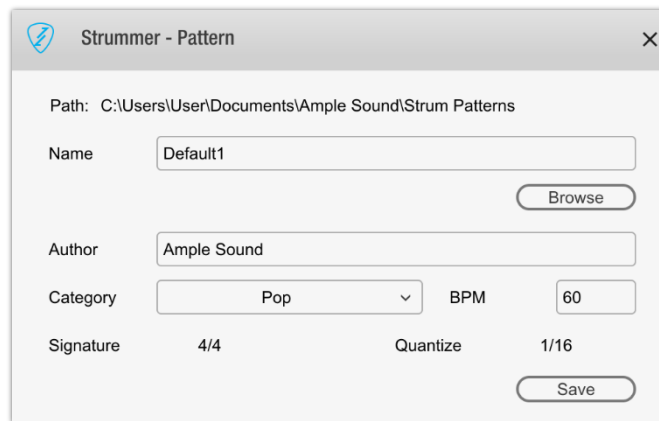 Strummer - Pattern
Path: C:\Users\User\Documents\Ample Sound\Strum Patterns
Name Default1
Browse
Author Ample Sound
Category Pop BPM 60
Signature 4/4 Quantize 1/16
Save